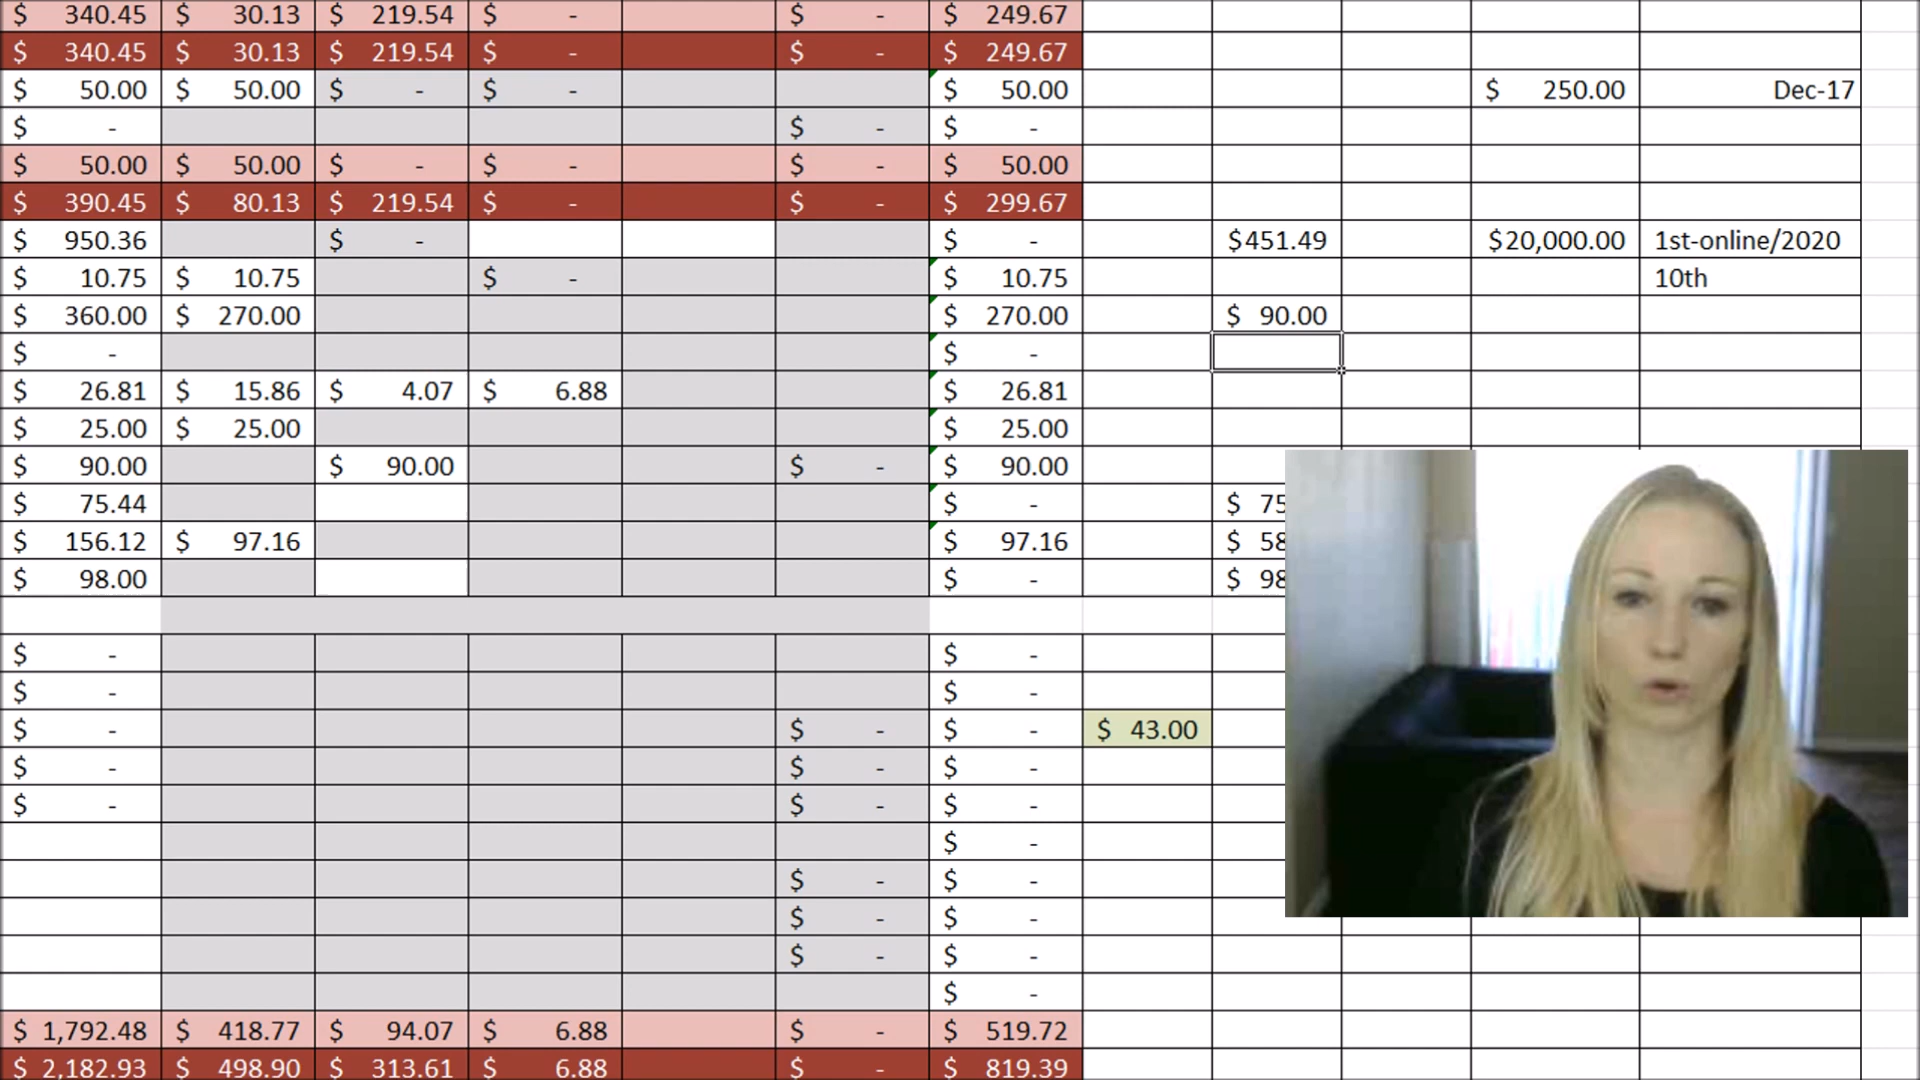 $ 340.45 $ 30.13 $ 219.54 $ - $ - $ 249.67
$ 340.45 $ 30.13 $ 219.54 $ - $ - $ 249.67
$ 50.00 $ 50.00 $ - $ - $ 50.00 $ 250.00 Dec-17
$ - $ - $ -
$ 50.00 $ 50.00 $ - $ - $ - $ 50.00
$ 390.45 $ 80.13 $ 219.54 $ - $ - $ 299.67
$ 950.36 $ - $ - $451.49 $20,000.00 1st-online/2020
$ 10.75 $ 10.75 $ - $ 10.75 10th
$ 360.00 $ 270.00 $ 270.00 $ 90.00
$ - $ -
$ 26.81 $ 15.86 $ 4.07 $ 6.88 $ 26.81
$ 25.00 $ 25.00 $ 25.00
$ 90.00 $ 90.00 $ - $ 90.00
$ 75.44 $ - $ 75
$ 156.12 $ 97.16 $ 97.16 $ 58
$ 98.00 $ - $ 98
$ - $ -
$ - $ -
$ - $ - $ - $ 43.00
$ - $ - $ -
$ - $ - $ -
$ -
$ - $ -
$ - $ -
$ - $ -
$ -
$ 1,792.48 $ 418.77 $ 94.07 $ 6.88 $ - $ 519.72
$ 2,182.93 $ 498.90 $ 313.61 $ 6.88 $ - $ 819.39